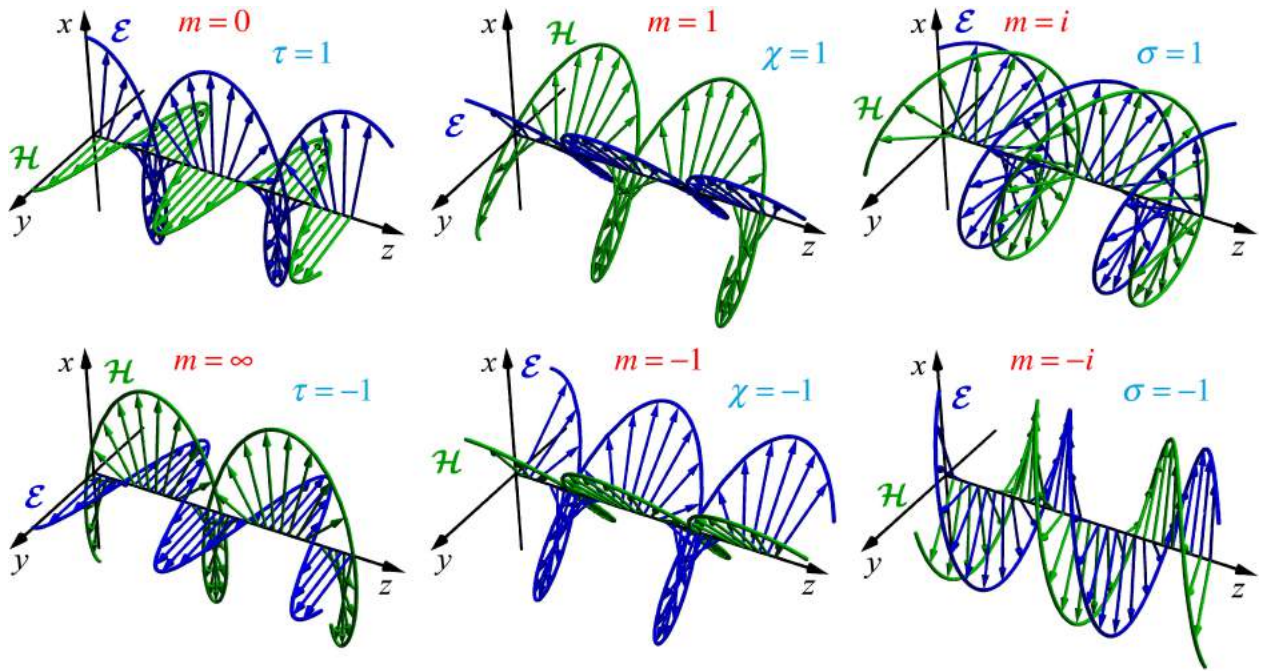 x ℰ m = 0 τ = 1 ℋ y z
ℋ m = 1 χ = 1 x ℰ y z
ℰ m = i σ = 1 x ℋ y z
x ℋ m = ∞ τ = −1 ℰ y z
x ℰ m = −1 χ = −1 ℋ y z
x ℰ m = −i σ = −1 ℋ y z